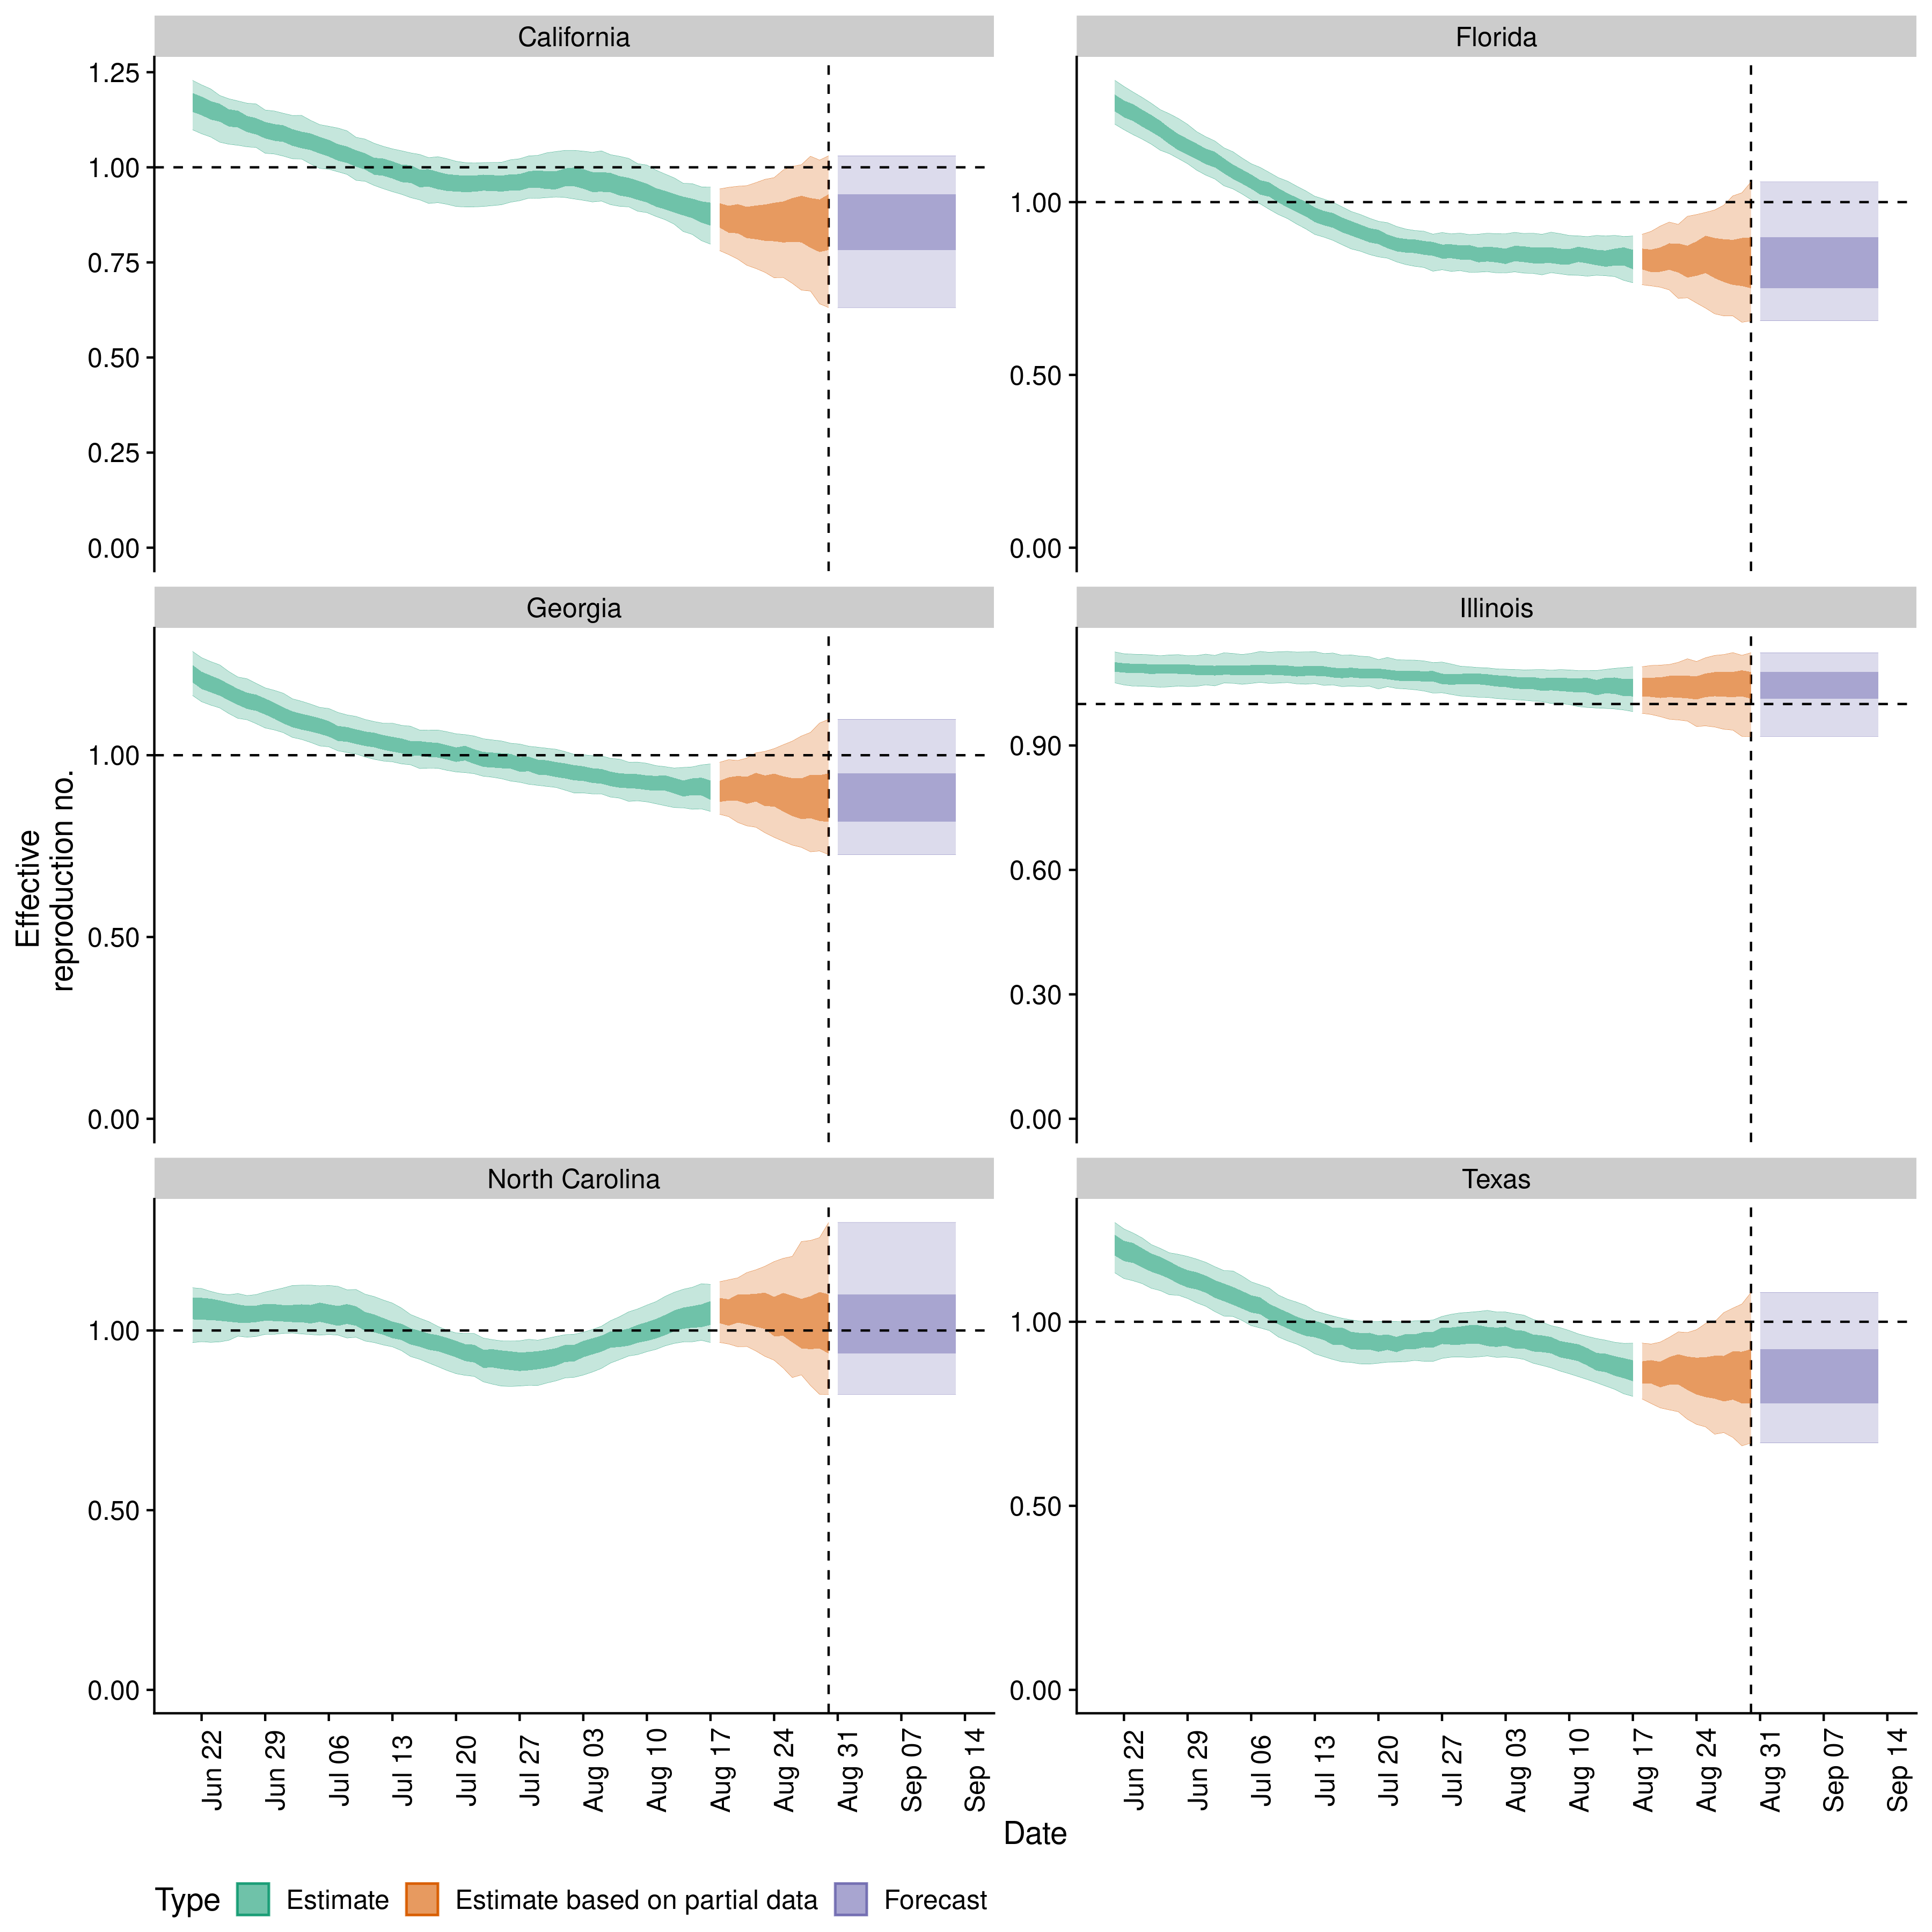 California
Florida
1.25
1.00
0.75
0.50
0.25
0.00
1.00
0.50
0.00
Georgia
Illinois
1.00
0.50
0.00
0.90
0.60
0.30
0.00
Effective
reproduction no.
North Carolina
Texas
1.00
0.50
0.00
1.00
0.50
0.00
Jun 22
Jun 29
Jul 06
Jul 13
Jul 20
Jul 27
Aug 03
Aug 10
Aug 17
Aug 24
Aug 31
Sep 07
Sep 14
Jun 22
Jun 29
Jul 06
Jul 13
Jul 20
Jul 27
Aug 03
Aug 10
Aug 17
Aug 24
Aug 31
Sep 07
Sep 14
Date
Type Estimate Estimate based on partial data Forecast